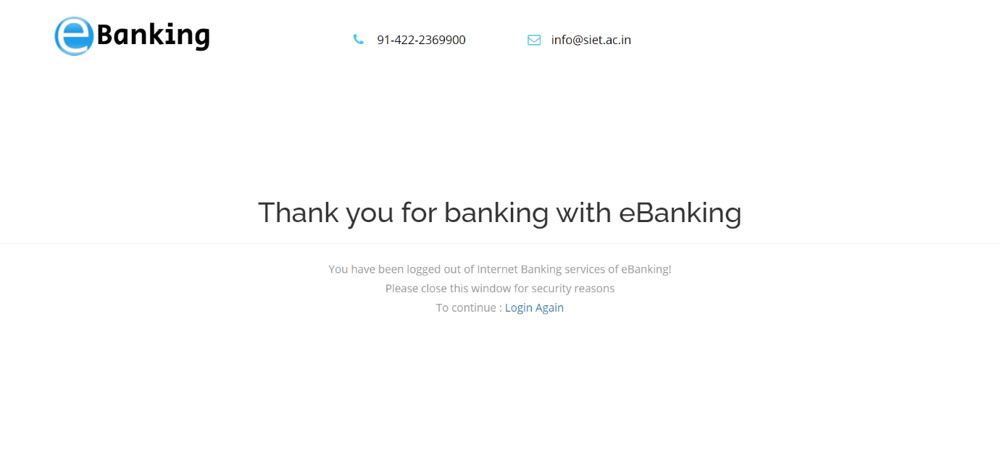 eBanking
91-422-2369900
info@siet.ac.in
Thank you for banking with eBanking
You have been logged out of Internet Banking services of eBanking!
Please close this window for security reasons
To continue : Login Again